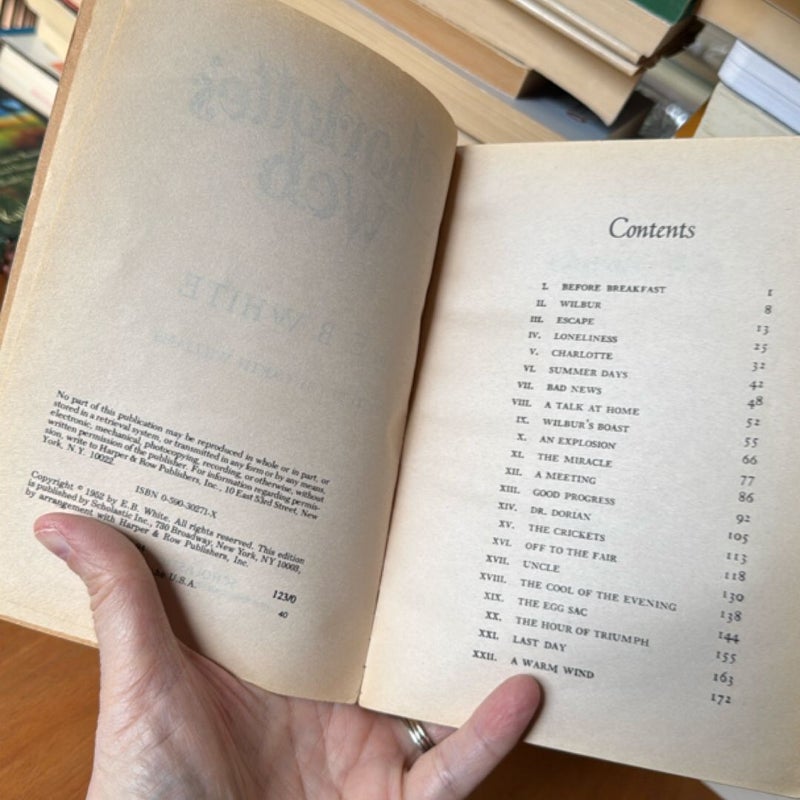 No part of this publication may be reproduced in whole or in part, or
stored in a retrieval system, or transmitted in any form or by any means,
electronic, mechanical, photocopying, recording, or otherwise, without
written permission of the publisher. For information regarding permis-
sion, write to Harper & Row Publishers, Inc., 10 East 53rd Street, New
York, N.Y. 10022.
ISBN 0-590-30271-X
Copyright © 1952 by E.B. White. All rights reserved. This edition
is published by Scholastic Inc., 730 Broadway, New York, NY 10003,
by arrangement with Harper & Row Publishers, Inc.
123/0
U.S.A.
40
Contents
I. BEFORE BREAKFAST 1
II. WILBUR 8
III. ESCAPE 13
IV. LONELINESS 25
V. CHARLOTTE 32
VI. SUMMER DAYS 42
VII. BAD NEWS 48
VIII. A TALK AT HOME 52
IX. WILBUR'S BOAST 55
X. AN EXPLOSION 66
XI. THE MIRACLE 77
XII. A MEETING 86
XIII. GOOD PROGRESS 92
XIV. DR. DORIAN 105
XV. THE CRICKETS 113
XVI. OFF TO THE FAIR 118
XVII. UNCLE 130
XVIII. THE COOL OF THE EVENING 138
XIX. THE EGG SAC 144
XX. THE HOUR OF TRIUMPH 155
XXI. LAST DAY 163
XXII. A WARM WIND 172